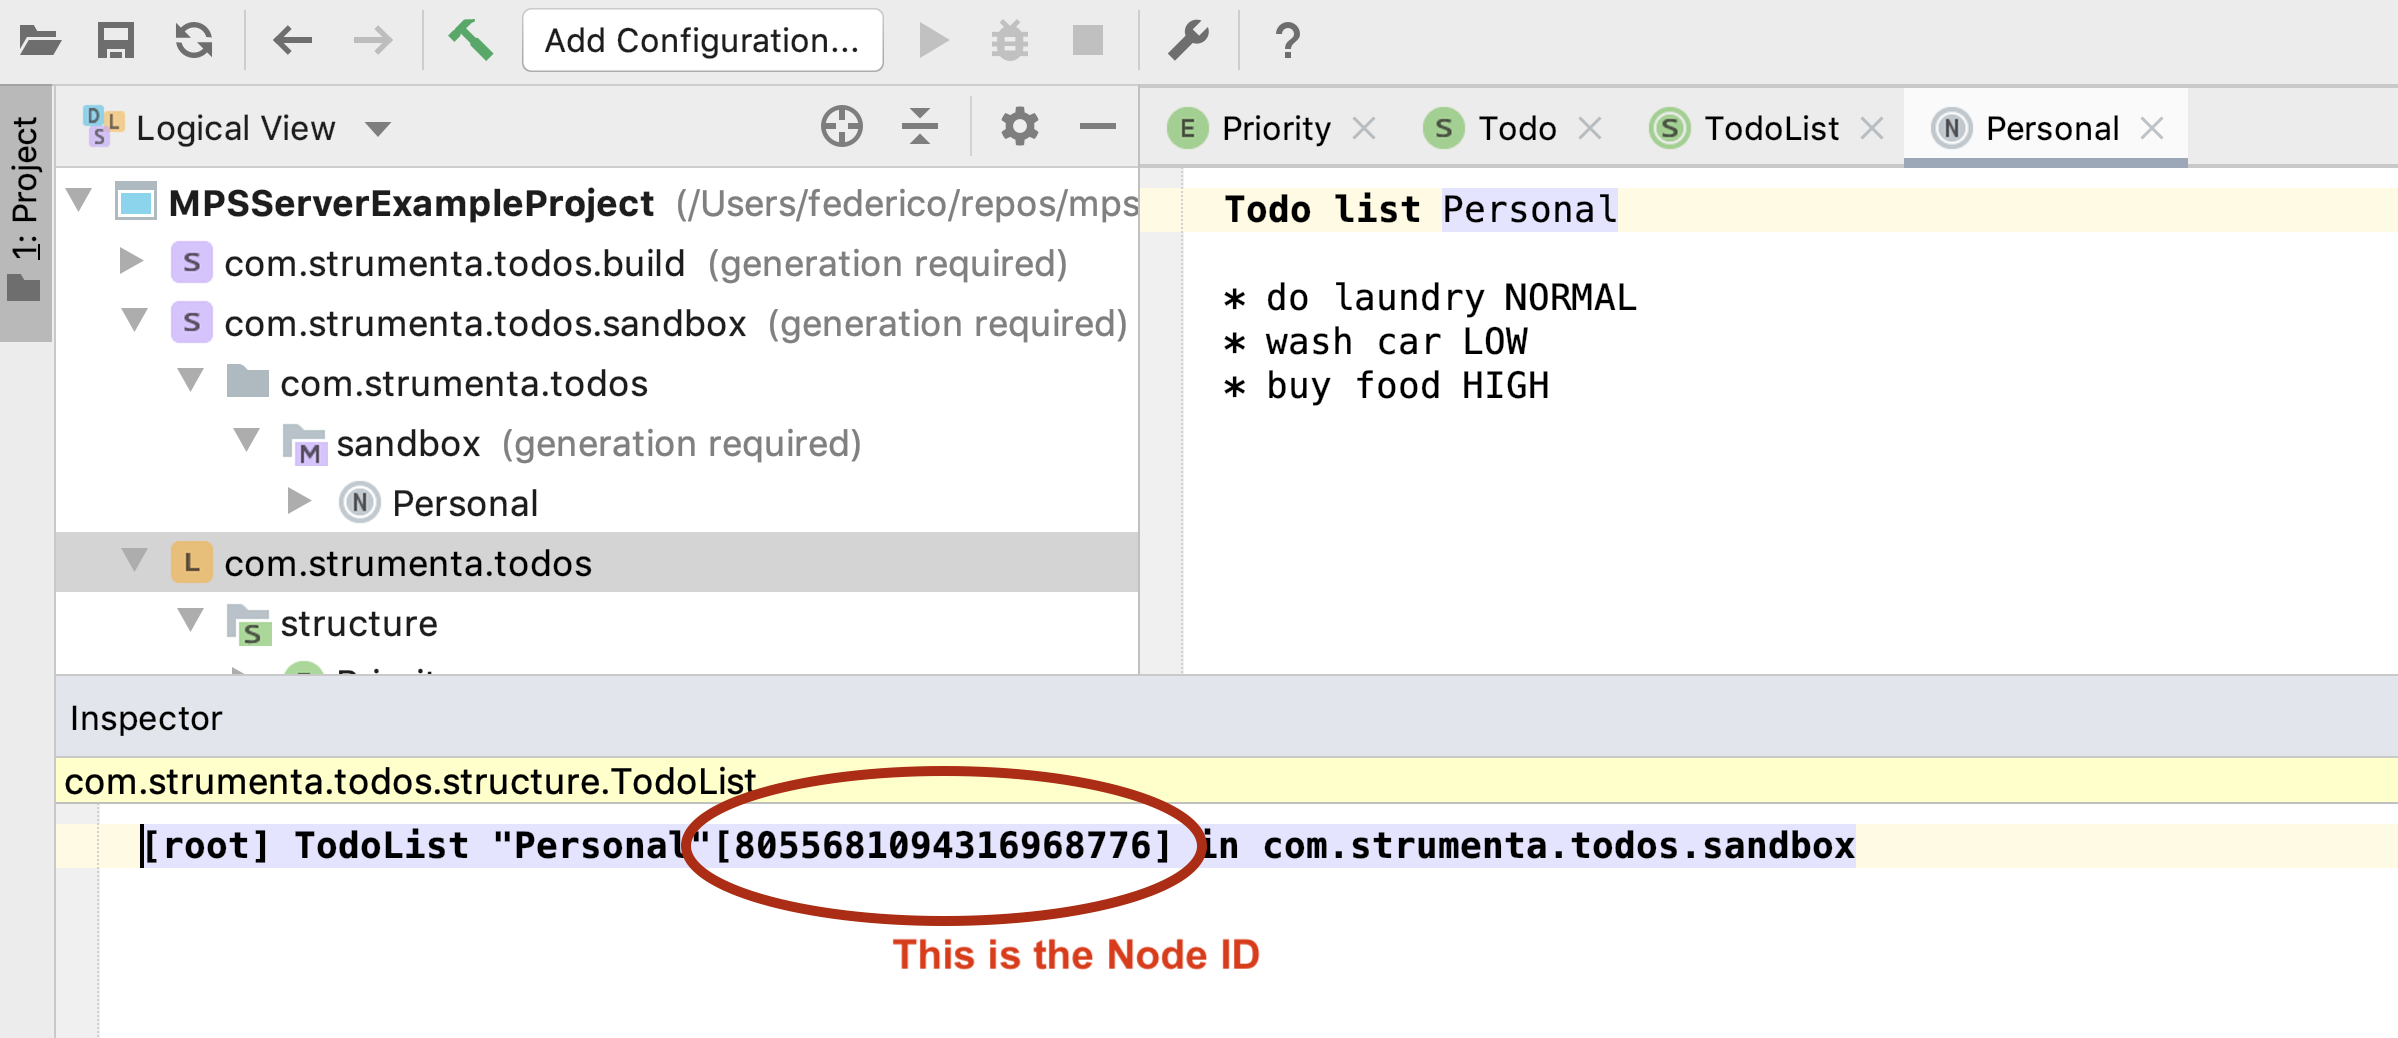 Add Configuration... ?
1: Project
D L S Logical View
E Priority
S Todo
S TodoList
N Personal
MPSServerExampleProject (/Users/federico/repos/mps
S com.strumenta.todos.build (generation required)
S com.strumenta.todos.sandbox (generation required)
com.strumenta.todos
M sandbox (generation required)
N Personal
L com.strumenta.todos
S structure
Todo list Personal
* do laundry NORMAL
* wash car LOW
* buy food HIGH
Inspector
com.strumenta.todos.structure.TodoList
[root] TodoList "Personal"[8055681094316968776] in com.strumenta.todos.sandbox
This is the Node ID